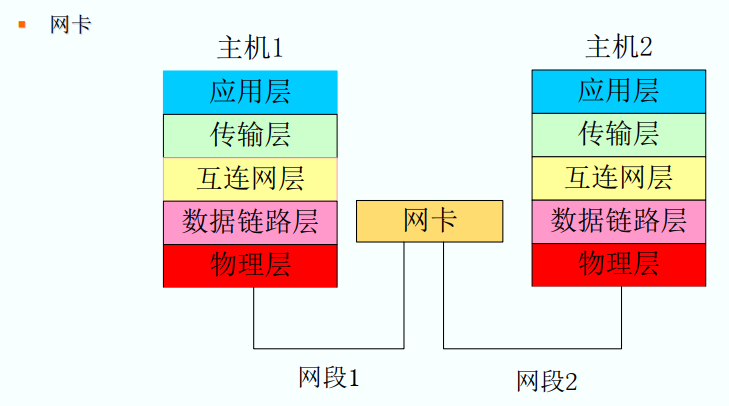 网卡
主机1
主机2
应用层
应用层
传输层
传输层
互连网层
互连网层
数据链路层
网卡
数据链路层
物理层
物理层
网段1
网段2